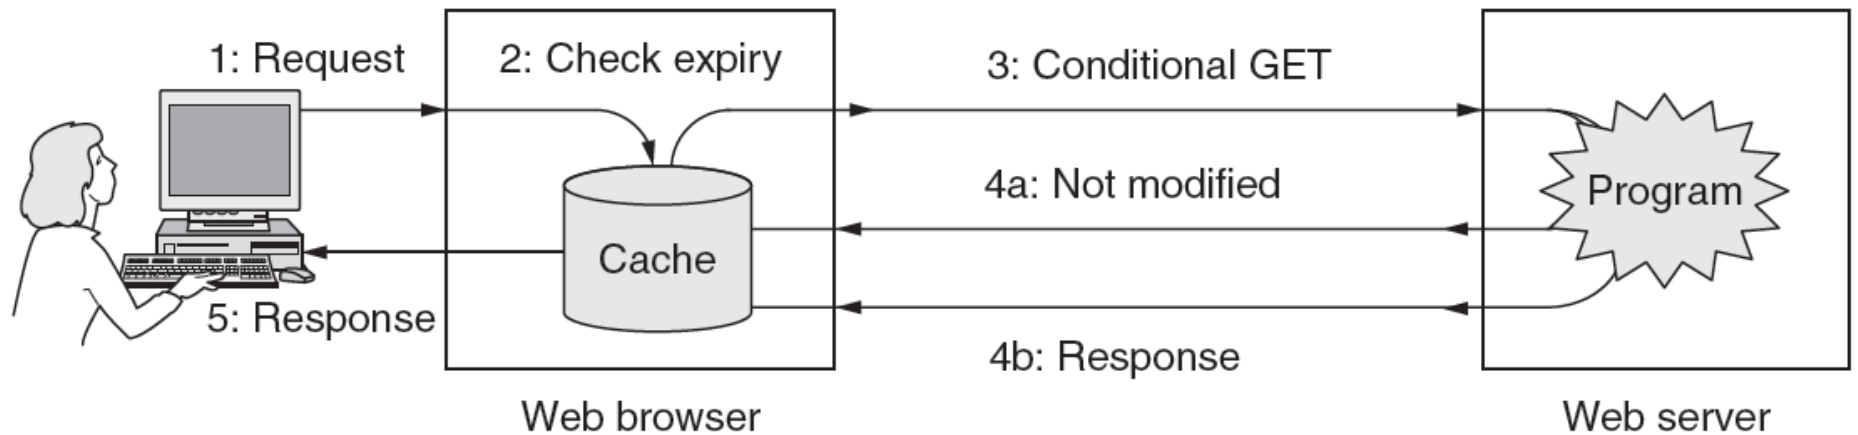 1: Request
2: Check expiry
3: Conditional GET
4a: Not modified
Program
Cache
5: Response
4b: Response
Web browser
Web server